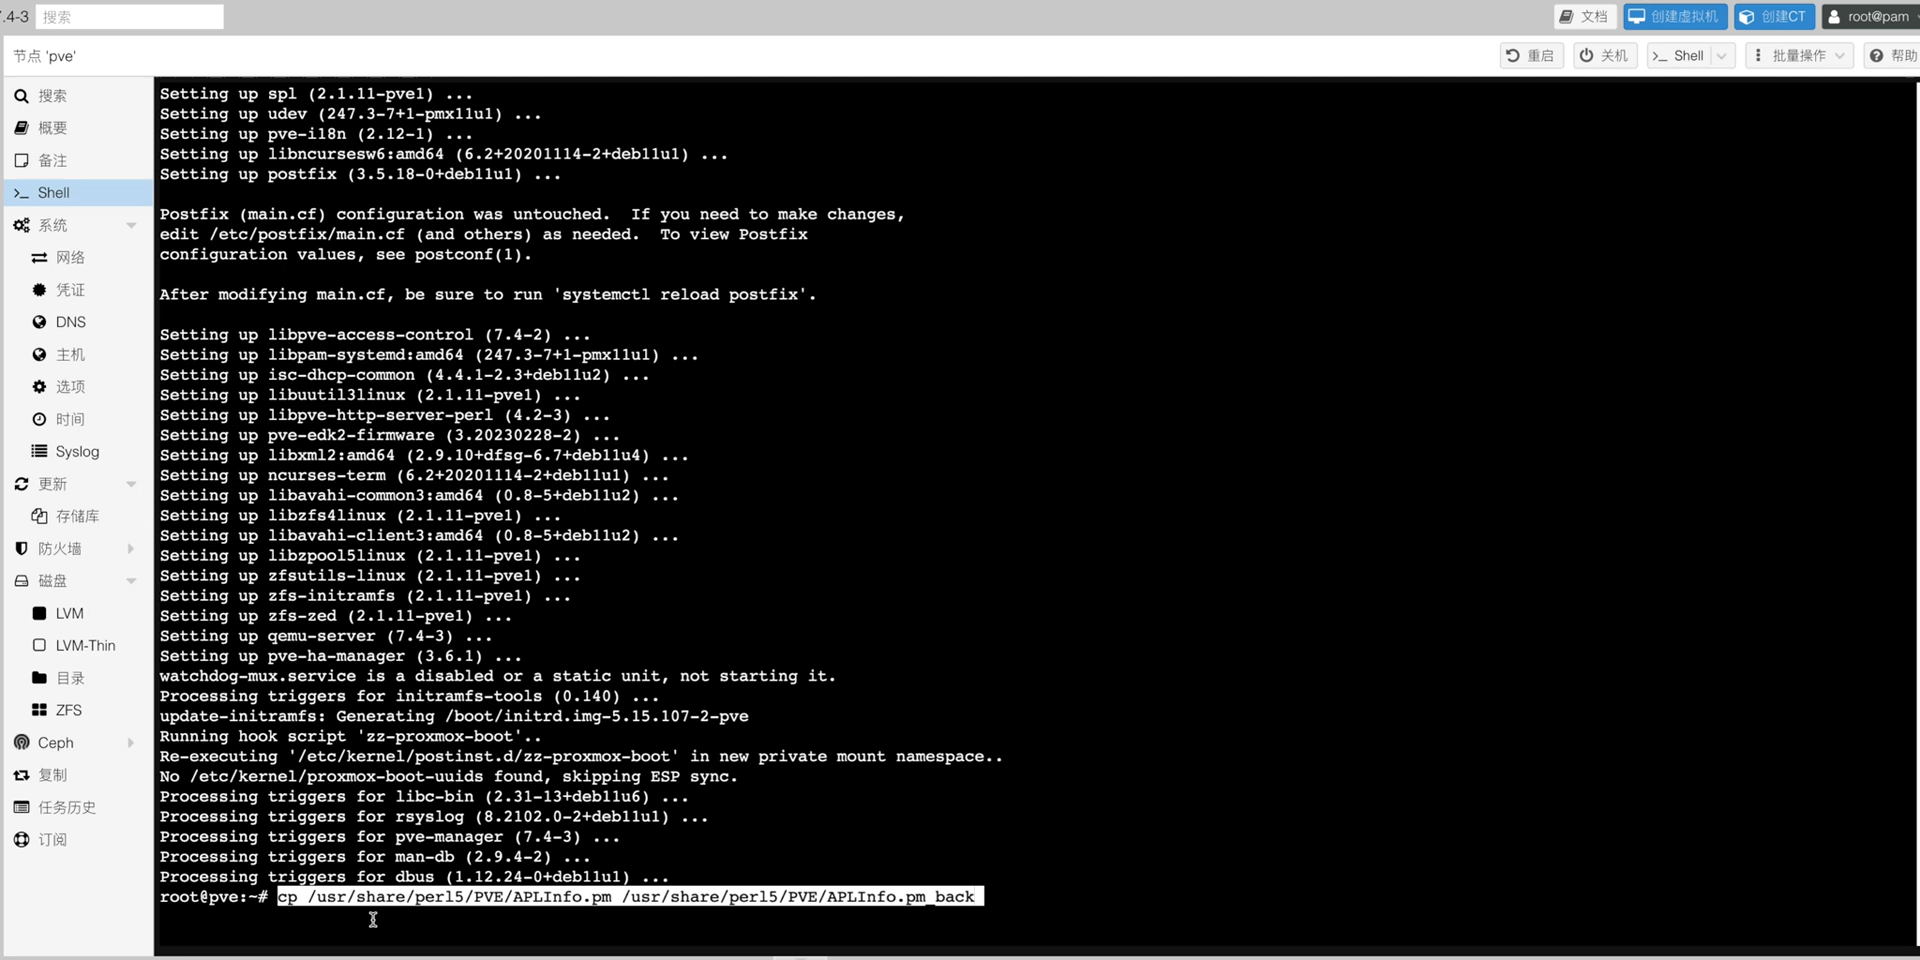 7.4-3
搜索
文档
创建虚拟机
创建CT
root@pam
节点 'pve'
重启
关机
>_ Shell
批量操作
帮助
搜索
概要
备注
>_ Shell
系统
网络
凭证
DNS
主机
选项
时间
Syslog
更新
存储库
防火墙
磁盘
LVM
LVM-Thin
目录
ZFS
Ceph
复制
任务历史
订阅
Setting up spl (2.1.11-pve1) ...
Setting up udev (247.3-7+1-pmx11u1) ...
Setting up pve-i18n (2.12-1) ...
Setting up libncursesw6:amd64 (6.2+20201114-2+deb11u1) ...
Setting up postfix (3.5.18-0+deb11u1) ...
Postfix (main.cf) configuration was untouched.  If you need to make changes,
edit /etc/postfix/main.cf (and others) as needed.  To view Postfix
configuration values, see postconf(1).
After modifying main.cf, be sure to run 'systemctl reload postfix'.
Setting up libpve-access-control (7.4-2) ...
Setting up libpam-systemd:amd64 (247.3-7+1-pmx11u1) ...
Setting up isc-dhcp-common (4.4.1-2.3+deb11u2) ...
Setting up libuutil3linux (2.1.11-pve1) ...
Setting up libpve-http-server-perl (4.2-3) ...
Setting up pve-edk2-firmware (3.20230228-2) ...
Setting up libxml2:amd64 (2.9.10+dfsg-6.7+deb11u4) ...
Setting up ncurses-term (6.2+20201114-2+deb11u1) ...
Setting up libavahi-common3:amd64 (0.8-5+deb11u2) ...
Setting up libzfs4linux (2.1.11-pve1) ...
Setting up libavahi-client3:amd64 (0.8-5+deb11u2) ...
Setting up libzpool5linux (2.1.11-pve1) ...
Setting up zfsutils-linux (2.1.11-pve1) ...
Setting up zfs-initramfs (2.1.11-pve1) ...
Setting up zfs-zed (2.1.11-pve1) ...
Setting up qemu-server (7.4-3) ...
Setting up pve-ha-manager (3.6.1) ...
watchdog-mux.service is a disabled or a static unit, not starting it.
Processing triggers for initramfs-tools (0.140) ...
update-initramfs: Generating /boot/initrd.img-5.15.107-2-pve
Running hook script 'zz-proxmox-boot'..
Re-executing '/etc/kernel/postinst.d/zz-proxmox-boot' in new private mount namespace..
No /etc/kernel/proxmox-boot-uuids found, skipping ESP sync.
Processing triggers for libc-bin (2.31-13+deb11u6) ...
Processing triggers for rsyslog (8.2102.0-2+deb11u1) ...
Processing triggers for pve-manager (7.4-3) ...
Processing triggers for man-db (2.9.4-2) ...
Processing triggers for dbus (1.12.24-0+deb11u1) ...
root@pve:~# cp /usr/share/perl5/PVE/APLInfo.pm /usr/share/perl5/PVE/APLInfo.pm_back